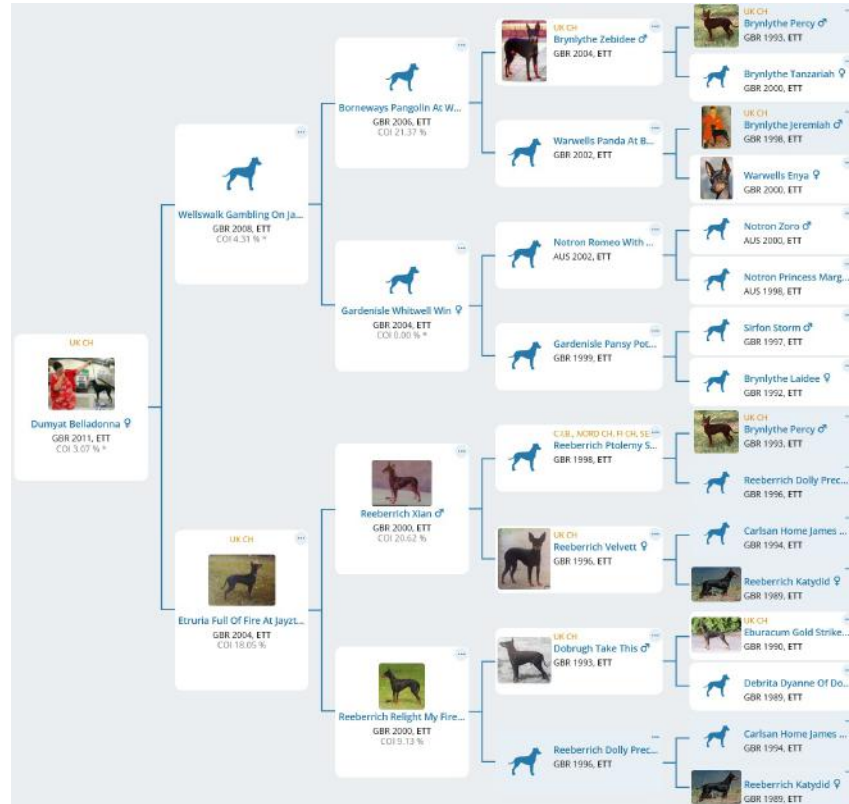 UK CH
Dumyat Belladonna ♀
GBR 2011, ETT
COI 3.07 % *
Wellswalk Gambling On Ja...
GBR 2008, ETT
COI 4.31 % *
UK CH
Etruria Full Of Fire At Jayzt...
GBR 2004, ETT
COI 18.05 %
Borneways Pangolin At W...
GBR 2006, ETT
COI 21.37 %
Gardenisle Whitwell Win ♀
GBR 2004, ETT
COI 0.00 % *
Reeberrich Xian ♂
GBR 2000, ETT
COI 20.62 %
Reeberrich Relight My Fire...
GBR 2000, ETT
COI 9.13 %
UK CH
Brynlythe Zebidee ♂
GBR 2004, ETT
Warwells Panda At B...
GBR 2002, ETT
Notron Romeo With ...
AUS 2002, ETT
Gardenisle Pansy Pot...
GBR 1999, ETT
C.I.B., NORD CH, FI CH, SE
Reeberrich Ptolemy S...
GBR 1998, ETT
UK CH
Reeberrich Velvett ♀
GBR 1996, ETT
UK CH
Dobrugh Take This ♂
GBR 1993, ETT
Reeberrich Dolly Prec...
GBR 1996, ETT
UK CH
Brynlythe Percy ♂
GBR 1993, ETT
Brynlythe Tanzariah ♀
GBR 2000, ETT
UK CH
Brynlythe Jeremiah ♂
GBR 1998, ETT
Warwells Enya ♀
GBR 2000, ETT
Notron Zoro ♂
AUS 2000, ETT
Notron Princess Marg...
AUS 1998, ETT
Sirfon Storm ♂
GBR 1997, ETT
Brynlythe Laidee ♀
GBR 1992, ETT
UK CH
Brynlythe Percy ♂
GBR 1993, ETT
Reeberrich Dolly Prec...
GBR 1996, ETT
Carlsan Home James ...
GBR 1994, ETT
Reeberrich Katydid ♀
GBR 1989, ETT
UK CH
Eburacum Gold Strike...
GBR 1990, ETT
Debrita Dyanne Of Do...
GBR 1989, ETT
Carlsan Home James ...
GBR 1994, ETT
Reeberrich Katydid ♀
GBR 1989, ETT